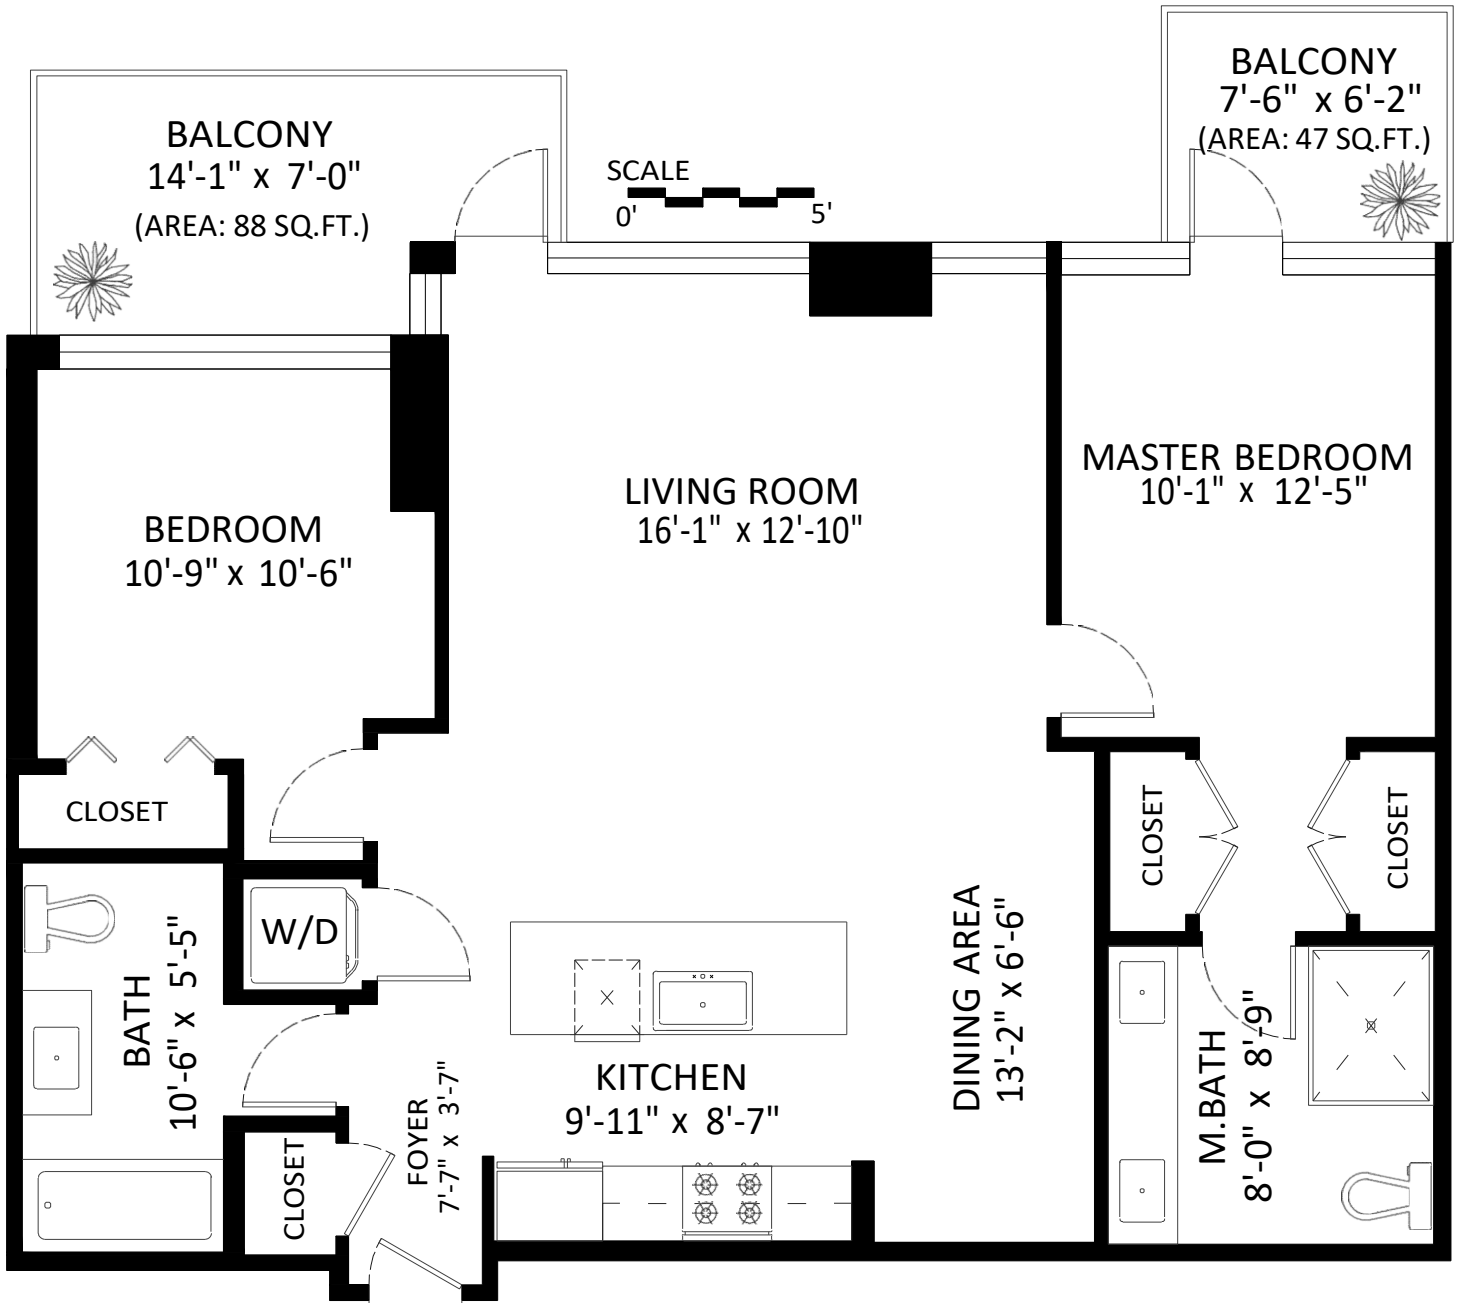 BALCONY
14'-1" x 7'-0"
(AREA: 88 SQ.FT.)
SCALE
0'
5'
BALCONY
7'-6" x 6'-2"
(AREA: 47 SQ.FT.)
BEDROOM
10'-9" x 10'-6"
LIVING ROOM
16'-1" x 12'-10"
MASTER BEDROOM
10'-1" x 12'-5"
CLOSET
W/D
BATH
10'-6" x 5'-5"
CLOSET
FOYER
7'-7" x 3'-7"
KITCHEN
9'-11" x 8'-7"
DINING AREA
13'-2" x 6'-6"
CLOSET
CLOSET
M.BATH
8'-0" x 8'-9"